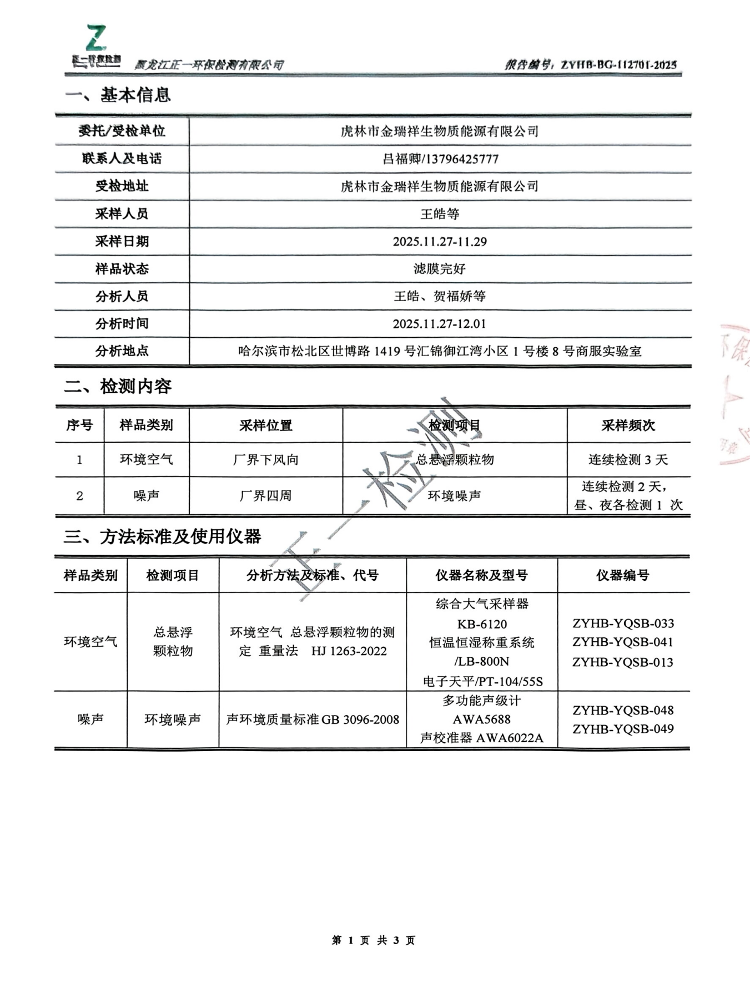 正一环保检测
黑龙江正一环保检测有限公司 报告编号：ZYHB-BG-112701-2025
一、基本信息
委托/受检单位 虎林市金瑞祥生物质能源有限公司
联系人及电话 吕福卿/13796425777
受检地址 虎林市金瑞祥生物质能源有限公司
采样人员 王皓等
采样日期 2025.11.27-11.29
样品状态 滤膜完好
分析人员 王皓、贺福娇等
分析时间 2025.11.27-12.01
分析地点 哈尔滨市松北区世博路 1419 号汇锦御江湾小区 1 号楼 8 号商服实验室
二、检测内容
序号 样品类别 采样位置 检测项目 采样频次
1 环境空气 厂界下风向 总悬浮颗粒物 连续检测 3 天
2 噪声 厂界四周 环境噪声 连续检测 2 天，
昼、夜各检测 1 次
三、方法标准及使用仪器
样品类别 检测项目 分析方法及标准、代号 仪器名称及型号 仪器编号
环境空气
总悬浮
颗粒物
环境空气 总悬浮颗粒物的测
定 重量法 HJ 1263-2022
综合大气采样器
KB-6120
恒温恒湿称重系统
/LB-800N
电子天平/PT-104/55S
ZYHB-YQSB-033
ZYHB-YQSB-041
ZYHB-YQSB-013
噪声
环境噪声
声环境质量标准 GB 3096-2008
多功能声级计
AWA5688
声校准器 AWA6022A
ZYHB-YQSB-048
ZYHB-YQSB-049
正一检测
环保
用章
第 1 页 共 3 页